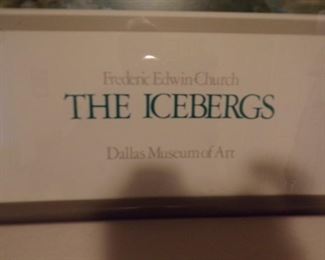 Frederic Edwin Church
THE ICEBERGS
Dallas Museum of Art